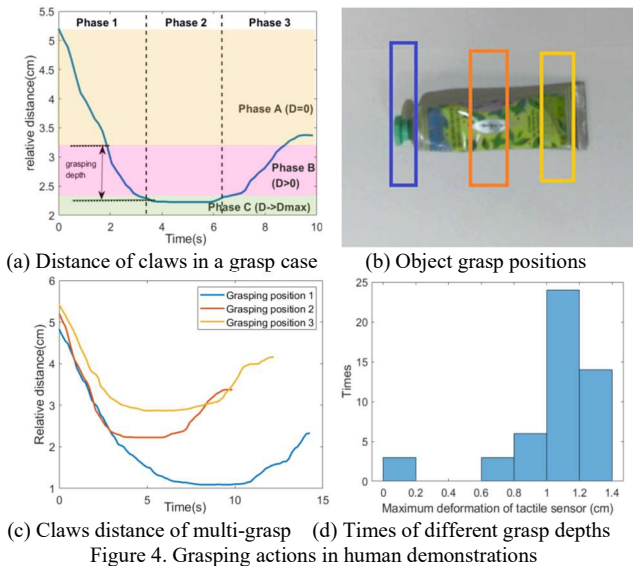 Phase 1 Phase 2 Phase 3
5.5
5
4.5
4
3.5
3
2.5
2
relative distance(cm)
Phase A (D=0)
grasping
depth
Phase B
(D>0)
Phase C (D->Dmax)
0 2 4 6 8 10
Time(s)
(a) Distance of claws in a grasp case (b) Object grasp positions
6
5
4
3
2
1
Relative distance(cm)
Grasping position 1
Grasping position 2
Grasping position 3
0 5 10 15
Time(s)
25
20
15
10
5
0
Times
0 0.2 0.4 0.6 0.8 1 1.2 1.4
Maximum deformation of tactile sensor (cm)
(c) Claws distance of multi-grasp (d) Times of different grasp depths
Figure 4. Grasping actions in human demonstrations